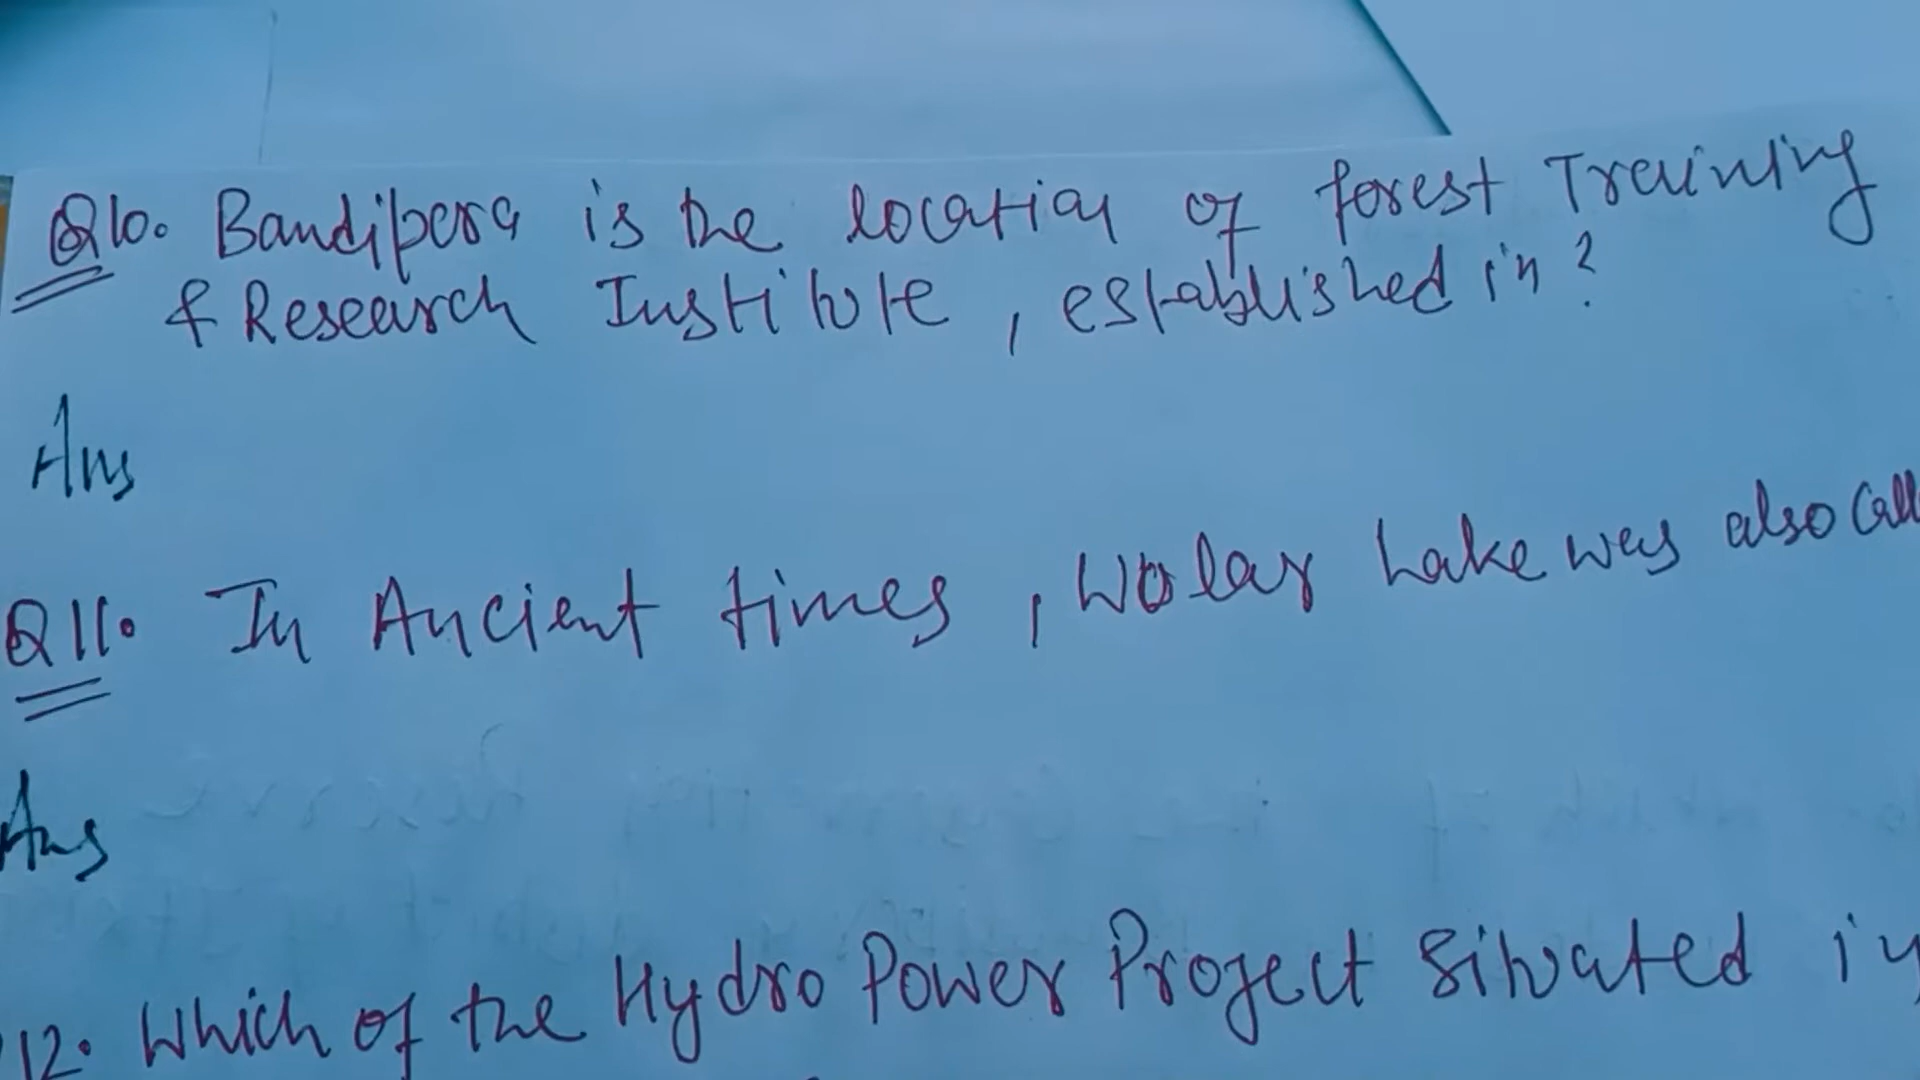 Q10. Bandipora is the location of forest Training
& Research Institute, established in?
Ans
Q11. In Ancient times, Wolar Lake was also Call
Ans
12. Which of the Hydro Power Project Situated in